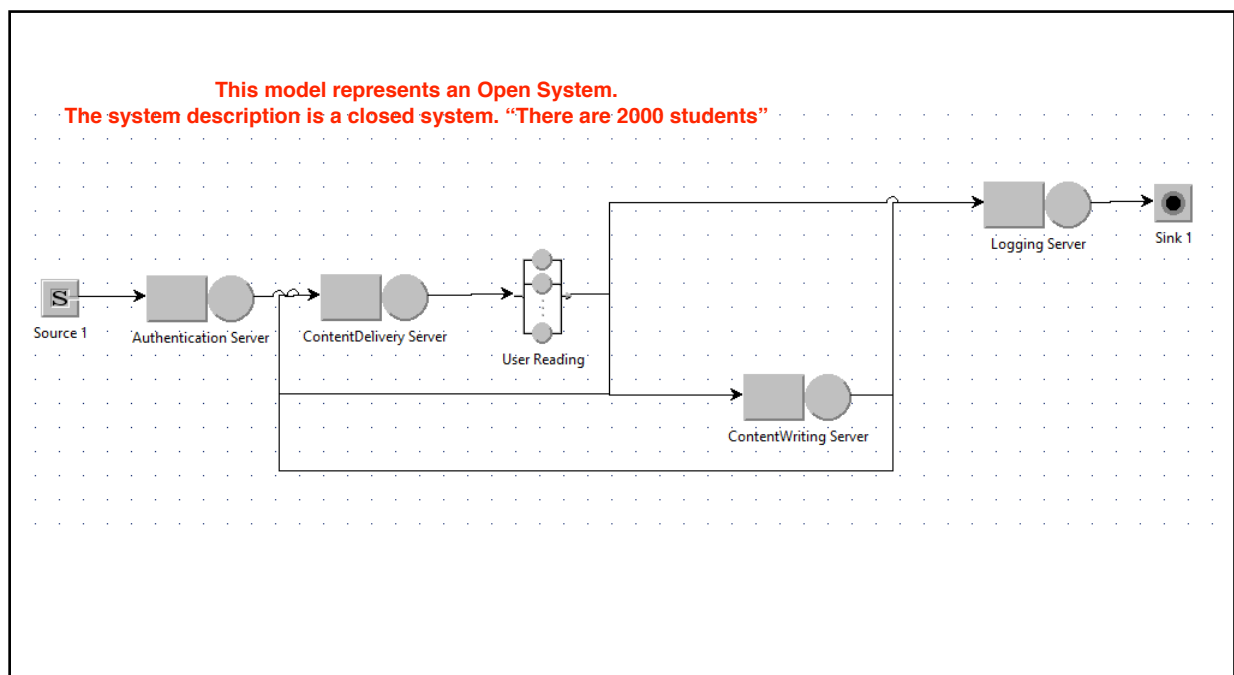 This model represents an Open System.
The system description is a closed system. “There are 2000 students”
Logging Server
Sink 1
S
Source 1
Authentication Server
ContentDelivery Server
User Reading
ContentWriting Server